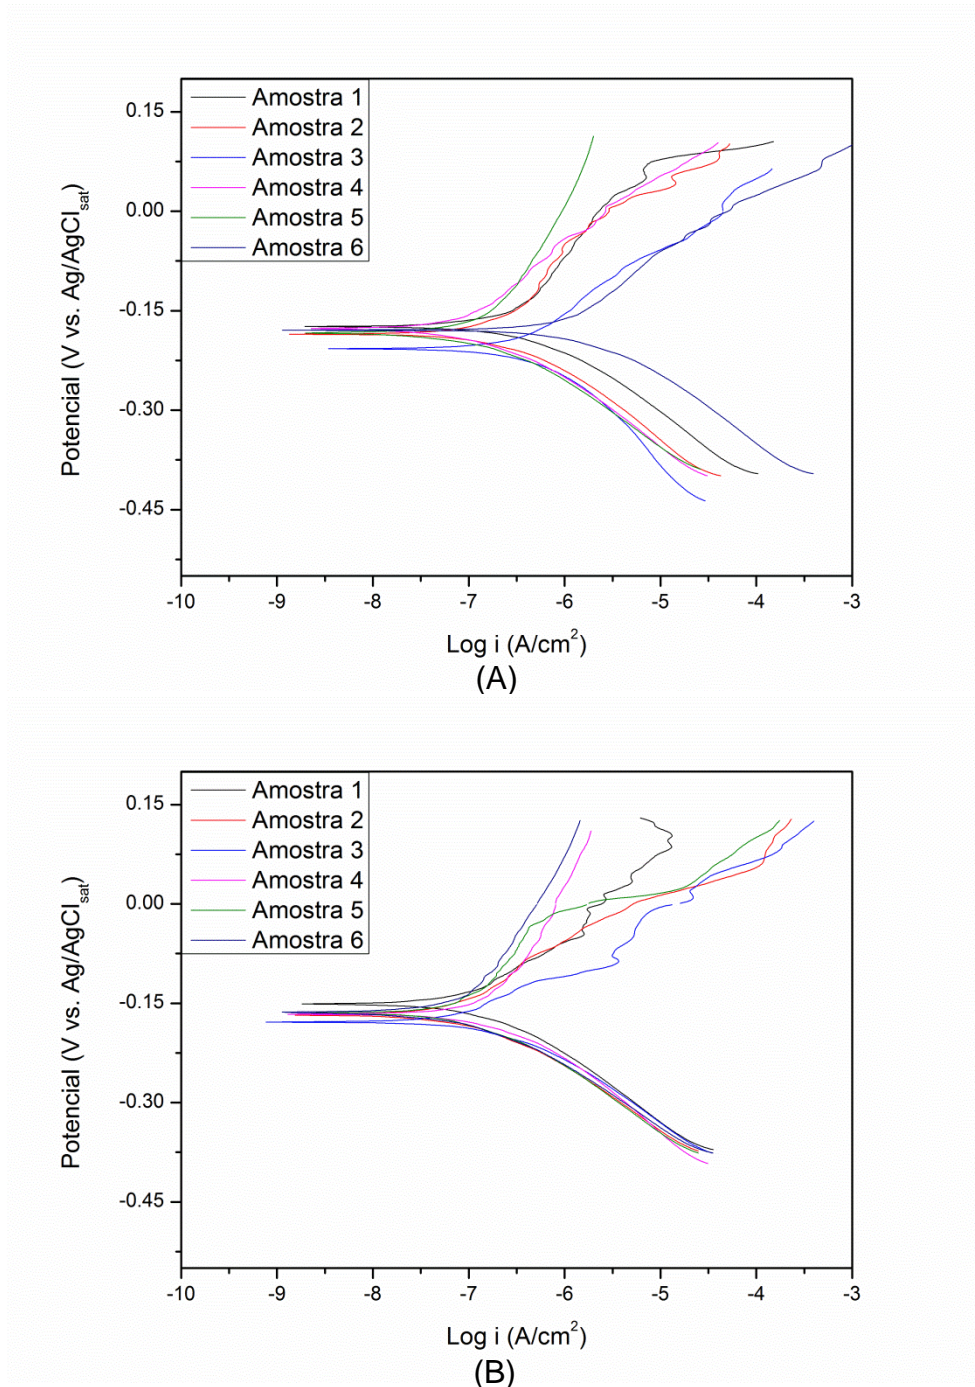 0.15
0.00
-0.15
-0.30
-0.45
Potencial (V vs. Ag/AgCl_sat)
Amostra 1
Amostra 2
Amostra 3
Amostra 4
Amostra 5
Amostra 6
-10 -9 -8 -7 -6 -5 -4 -3
Log i (A/cm²)
(A)
0.15
0.00
-0.15
-0.30
-0.45
Potencial (V vs. Ag/AgCl_sat)
Amostra 1
Amostra 2
Amostra 3
Amostra 4
Amostra 5
Amostra 6
-10 -9 -8 -7 -6 -5 -4 -3
Log i (A/cm²)
(B)